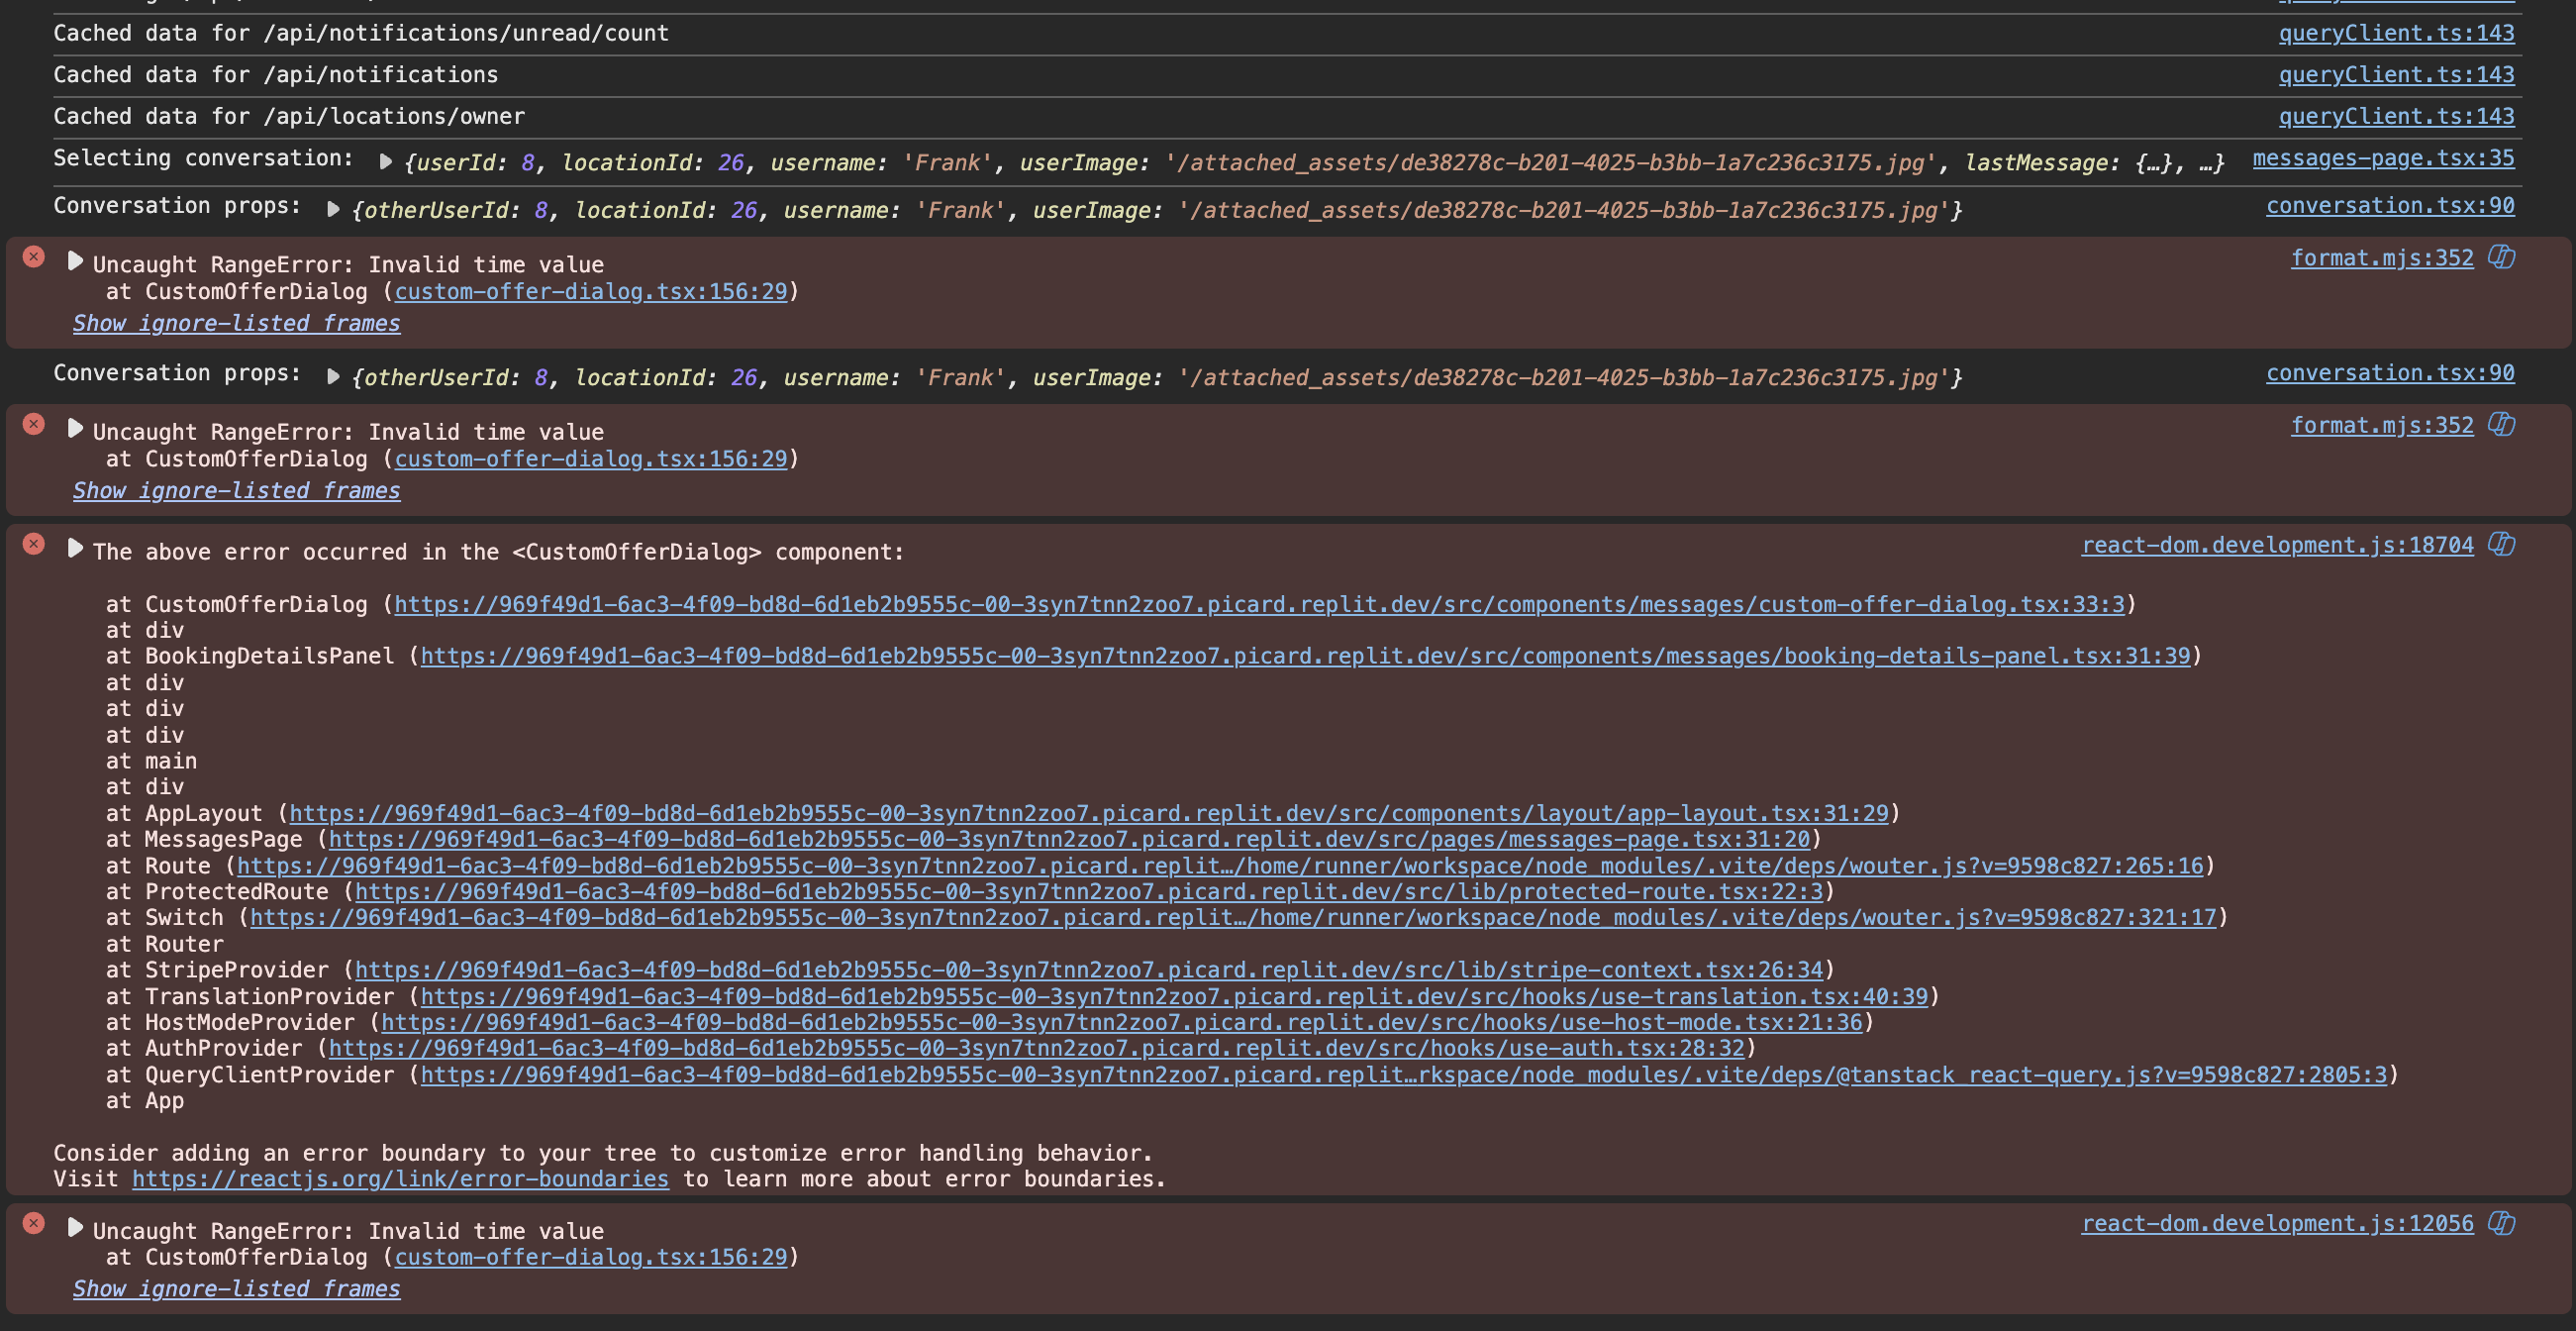 Cached data for /api/notifications/unread/count queryClient.ts:143
Cached data for /api/notifications queryClient.ts:143
Cached data for /api/locations/owner queryClient.ts:143
Selecting conversation: {userId: 8, locationId: 26, username: 'Frank', userImage: '/attached_assets/de38278c-b201-4025-b3bb-1a7c236c3175.jpg', lastMessage: {…}, …} messages-page.tsx:35
Conversation props: {otherUserId: 8, locationId: 26, username: 'Frank', userImage: '/attached_assets/de38278c-b201-4025-b3bb-1a7c236c3175.jpg'} conversation.tsx:90
Uncaught RangeError: Invalid time value format.mjs:352
at CustomOfferDialog (custom-offer-dialog.tsx:156:29)
Show ignore-listed frames
Conversation props: {otherUserId: 8, locationId: 26, username: 'Frank', userImage: '/attached_assets/de38278c-b201-4025-b3bb-1a7c236c3175.jpg'} conversation.tsx:90
Uncaught RangeError: Invalid time value format.mjs:352
at CustomOfferDialog (custom-offer-dialog.tsx:156:29)
Show ignore-listed frames
The above error occurred in the <CustomOfferDialog> component: react-dom.development.js:18704
at CustomOfferDialog (https://969f49d1-6ac3-4f09-bd8d-6d1eb2b9555c-00-3syn7tnn2zoo7.picard.replit.dev/src/components/messages/custom-offer-dialog.tsx:33:3)
at div
at BookingDetailsPanel (https://969f49d1-6ac3-4f09-bd8d-6d1eb2b9555c-00-3syn7tnn2zoo7.picard.replit.dev/src/components/messages/booking-details-panel.tsx:31:39)
at div
at div
at div
at main
at div
at AppLayout (https://969f49d1-6ac3-4f09-bd8d-6d1eb2b9555c-00-3syn7tnn2zoo7.picard.replit.dev/src/components/layout/app-layout.tsx:31:29)
at MessagesPage (https://969f49d1-6ac3-4f09-bd8d-6d1eb2b9555c-00-3syn7tnn2zoo7.picard.replit.dev/src/pages/messages-page.tsx:31:20)
at Route (https://969f49d1-6ac3-4f09-bd8d-6d1eb2b9555c-00-3syn7tnn2zoo7.picard.replit…/home/runner/workspace/node_modules/.vite/deps/wouter.js?v=9598c827:265:16)
at ProtectedRoute (https://969f49d1-6ac3-4f09-bd8d-6d1eb2b9555c-00-3syn7tnn2zoo7.picard.replit.dev/src/lib/protected-route.tsx:22:3)
at Switch (https://969f49d1-6ac3-4f09-bd8d-6d1eb2b9555c-00-3syn7tnn2zoo7.picard.replit…/home/runner/workspace/node_modules/.vite/deps/wouter.js?v=9598c827:321:17)
at Router
at StripeProvider (https://969f49d1-6ac3-4f09-bd8d-6d1eb2b9555c-00-3syn7tnn2zoo7.picard.replit.dev/src/lib/stripe-context.tsx:26:34)
at TranslationProvider (https://969f49d1-6ac3-4f09-bd8d-6d1eb2b9555c-00-3syn7tnn2zoo7.picard.replit.dev/src/hooks/use-translation.tsx:40:39)
at HostModeProvider (https://969f49d1-6ac3-4f09-bd8d-6d1eb2b9555c-00-3syn7tnn2zoo7.picard.replit.dev/src/hooks/use-host-mode.tsx:21:36)
at AuthProvider (https://969f49d1-6ac3-4f09-bd8d-6d1eb2b9555c-00-3syn7tnn2zoo7.picard.replit.dev/src/hooks/use-auth.tsx:28:32)
at QueryClientProvider (https://969f49d1-6ac3-4f09-bd8d-6d1eb2b9555c-00-3syn7tnn2zoo7.picard.replit…rkspace/node_modules/.vite/deps/@tanstack_react-query.js?v=9598c827:2805:3)
at App
Consider adding an error boundary to your tree to customize error handling behavior.
Visit https://reactjs.org/link/error-boundaries to learn more about error boundaries.
Uncaught RangeError: Invalid time value react-dom.development.js:12056
at CustomOfferDialog (custom-offer-dialog.tsx:156:29)
Show ignore-listed frames